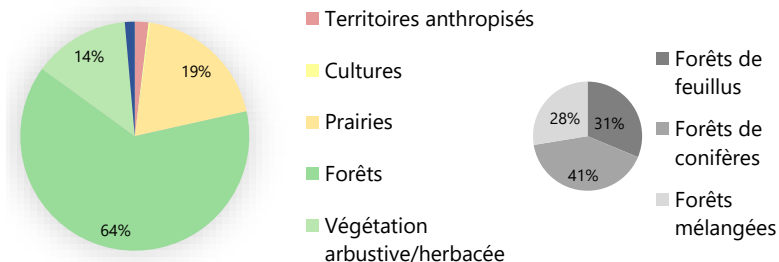 14%
19%
64%
Territoires anthropisés
Cultures
Prairies
Forêts
Végétation
arbustive/herbacée
28%
31%
41%
Forêts de
feuillus
Forêts de
conifères
Forêts
mélangées